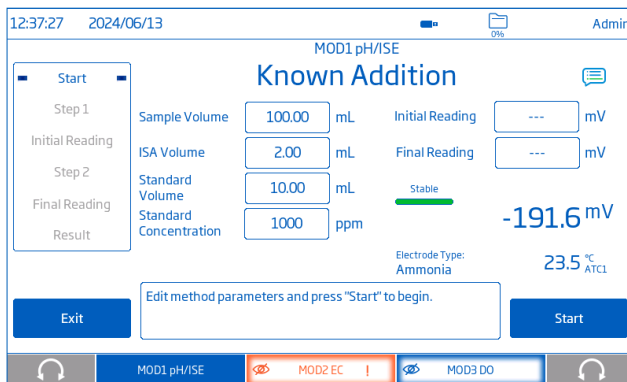 12:37:27 2024/06/13 0% Admin
MOD1 pH/ISE
Known Addition
Start
Step 1
Initial Reading
Step 2
Final Reading
Result
Sample Volume 100.00 mL
ISA Volume 2.00 mL
Standard
Volume 10.00 mL
Standard
Concentration 1000 ppm
Initial Reading --- mV
Final Reading --- mV
Stable
-191.6 mV
Electrode Type:
Ammonia
23.5 °C
ATC1
Exit
Edit method parameters and press "Start" to begin.
Start
MOD1 pH/ISE MOD2 EC ! MOD3 DO